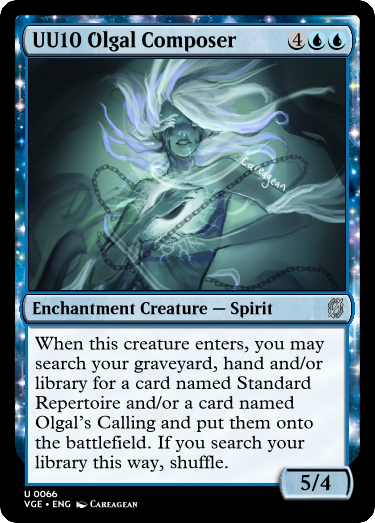 UU10 Olgal Composer 4
Careagean
Enchantment Creature — Spirit
When this creature enters, you may
search your graveyard, hand and/or
library for a card named Standard
Repertoire and/or a card named
Olgal's Calling and put them onto
the battlefield. If you search your
library this way, shuffle.
5/4
U 0066
VGE • ENG Careagean